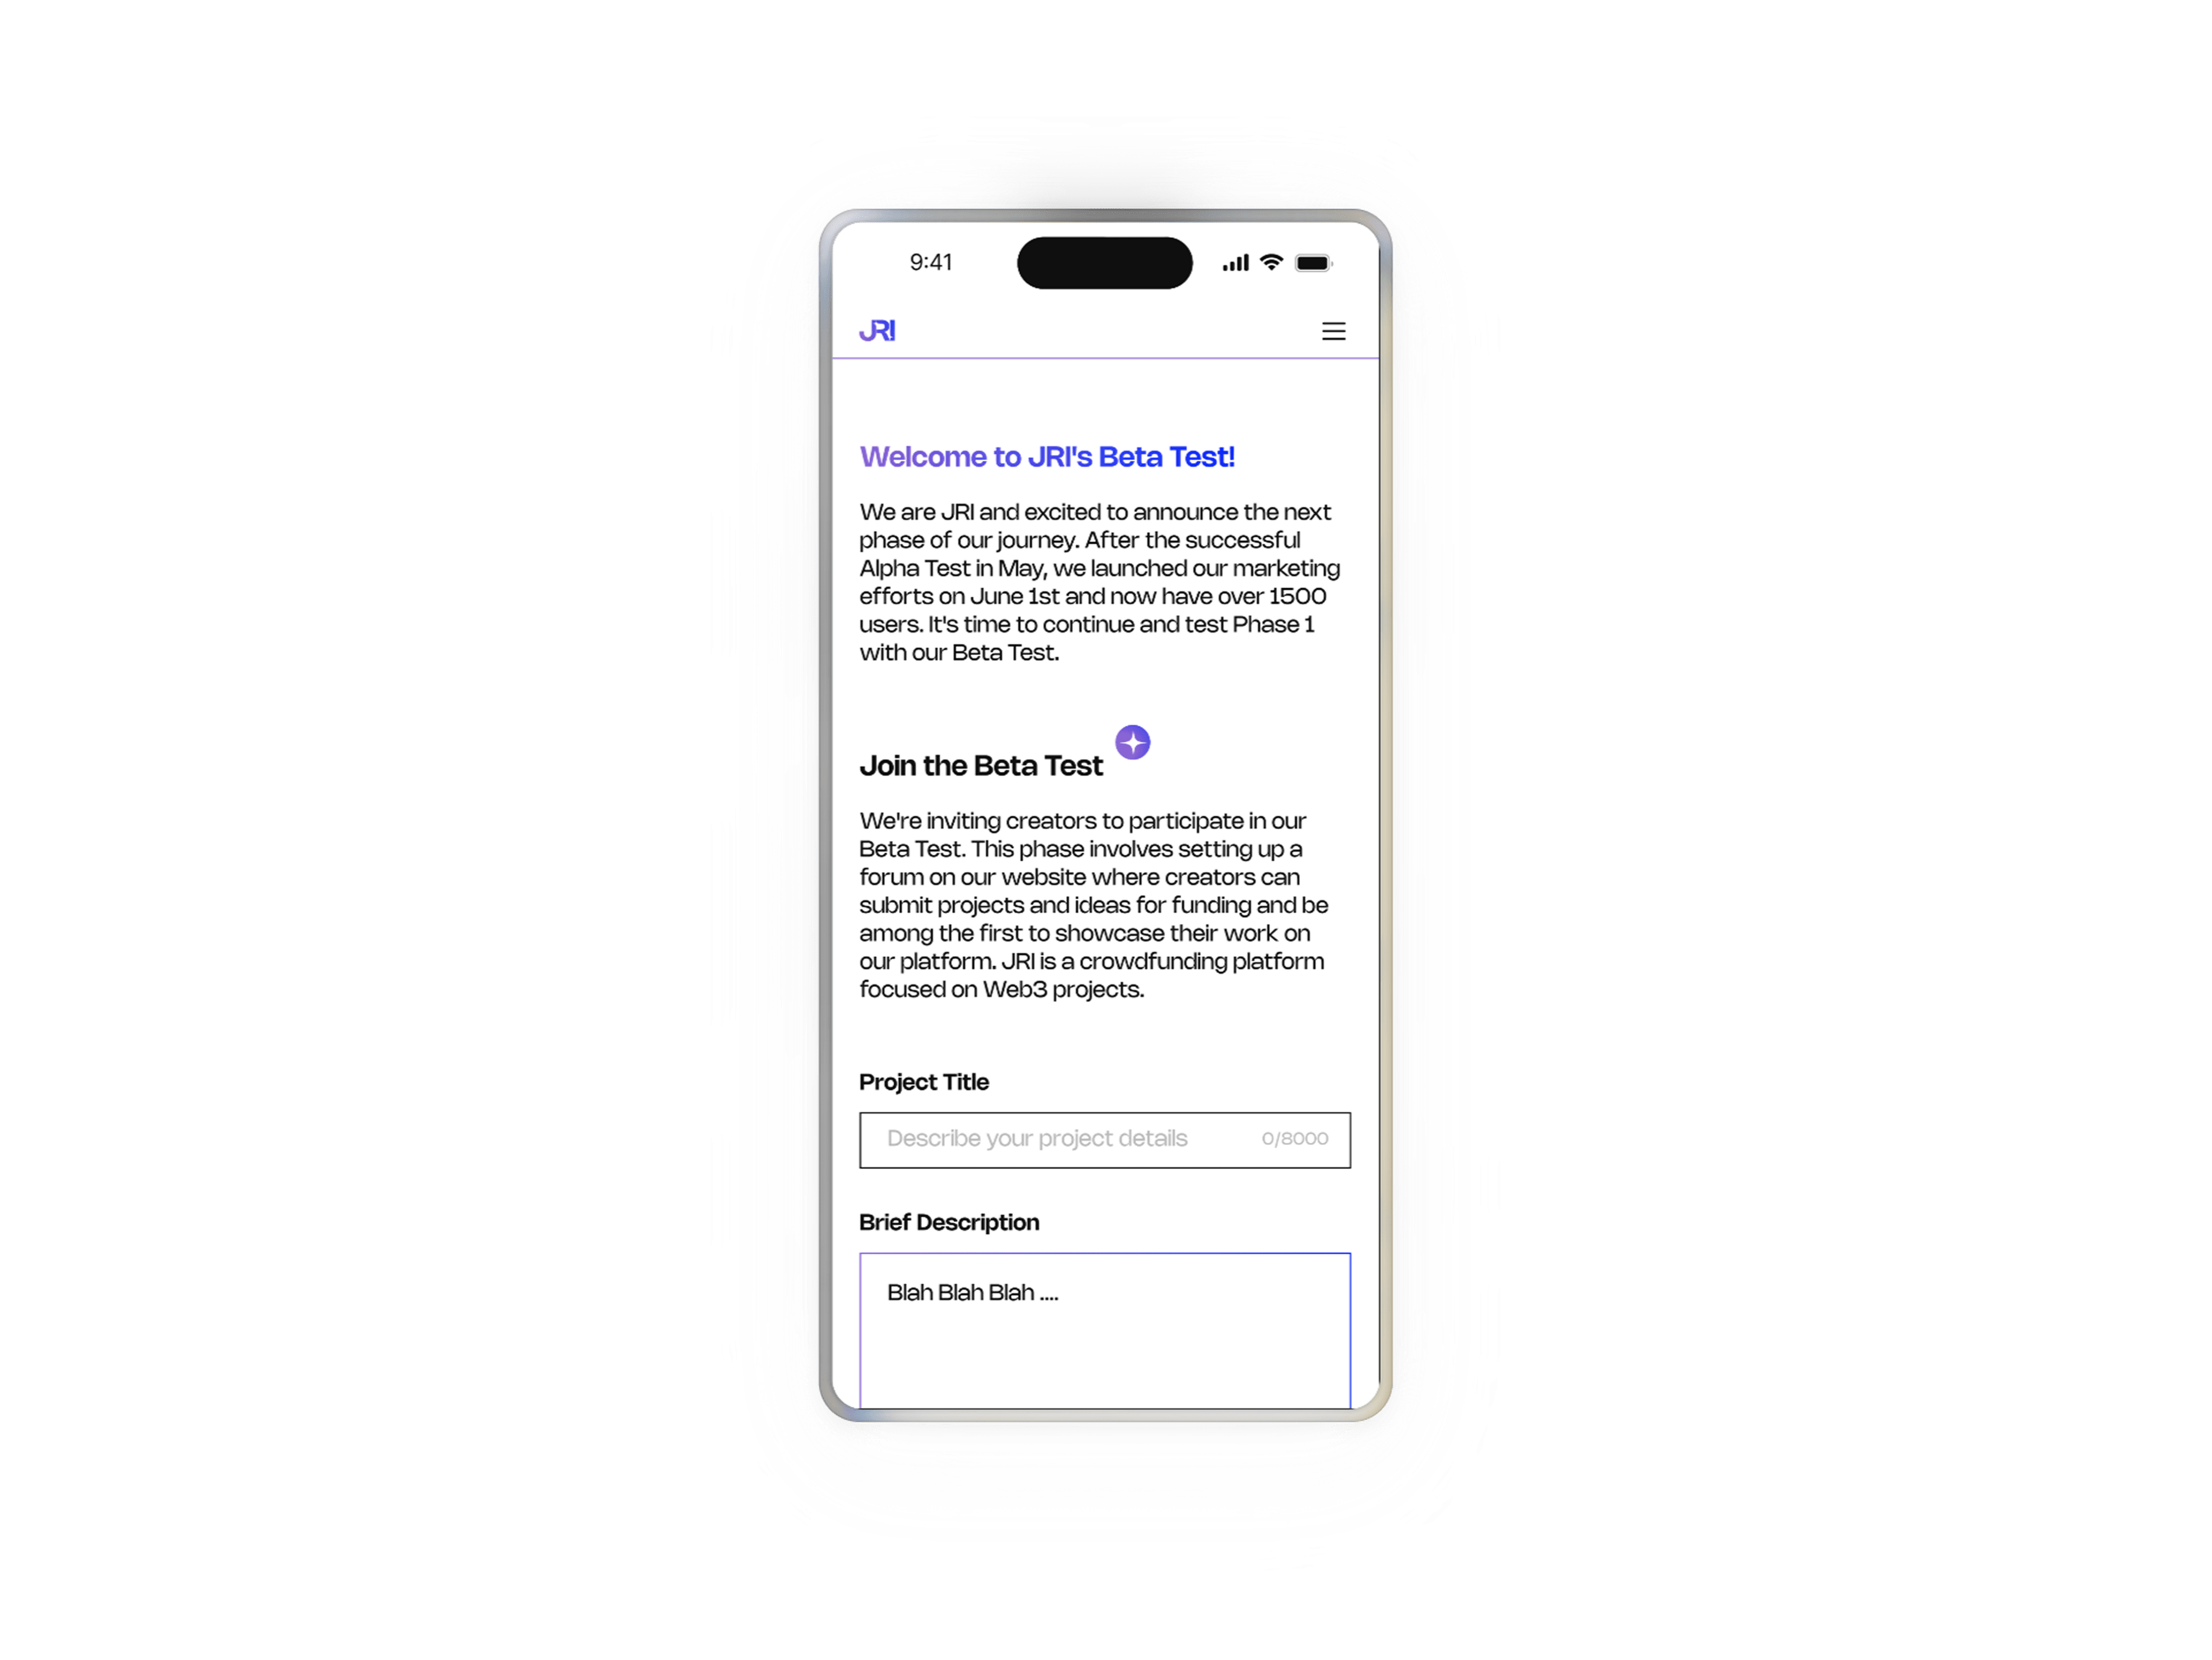 9:41
JRI
Welcome to JRI's Beta Test!
We are JRI and excited to announce the next
phase of our journey. After the successful
Alpha Test in May, we launched our marketing
efforts on June 1st and now have over 1500
users. It's time to continue and test Phase 1
with our Beta Test.
Join the Beta Test
We're inviting creators to participate in our
Beta Test. This phase involves setting up a
forum on our website where creators can
submit projects and ideas for funding and be
among the first to showcase their work on
our platform. JRI is a crowdfunding platform
focused on Web3 projects.
Project Title
Describe your project details 0/8000
Brief Description
Blah Blah Blah ....